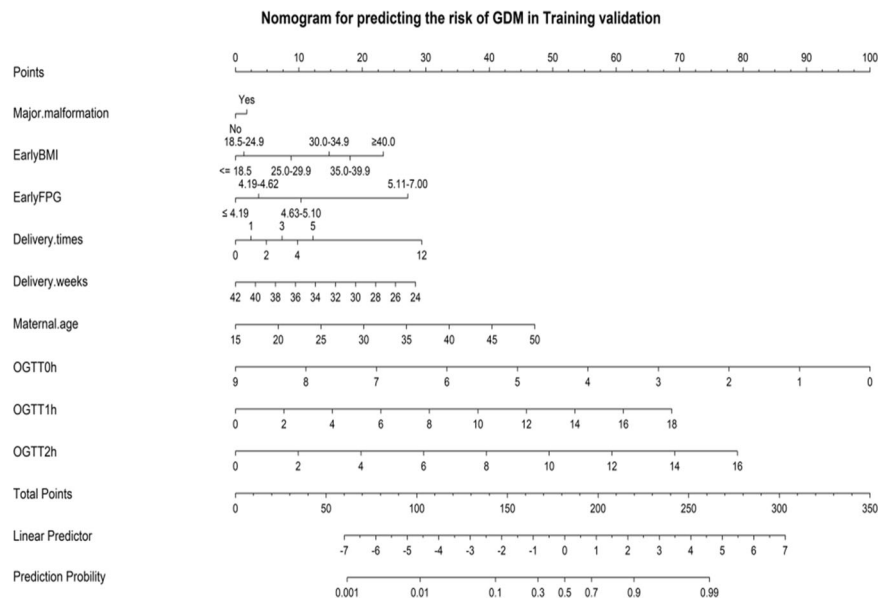 Nomogram for predicting the risk of GDM in Training validation
0 10 20 30 40 50 60 70 80 90 100
Points
Yes
Major.malformation
No
18.5-24.9 30.0-34.9 ≥40.0
EarlyBMI
<= 18.5 25.0-29.9 35.0-39.9
4.19-4.62 5.11-7.00
EarlyFPG
≤ 4.19 4.63-5.10
1 3 5
Delivery.times
0 2 4 12
Delivery.weeks
42 40 38 36 34 32 30 28 26 24
Maternal.age
15 20 25 30 35 40 45 50
OGTT0h
9 8 7 6 5 4 3 2 1 0
OGTT1h
0 2 4 6 8 10 12 14 16 18
OGTT2h
0 2 4 6 8 10 12 14 16
Total Points
0 50 100 150 200 250 300 350
Linear Predictor
-7 -6 -5 -4 -3 -2 -1 0 1 2 3 4 5 6 7
Prediction Probility
0.001 0.01 0.1 0.3 0.5 0.7 0.9 0.99